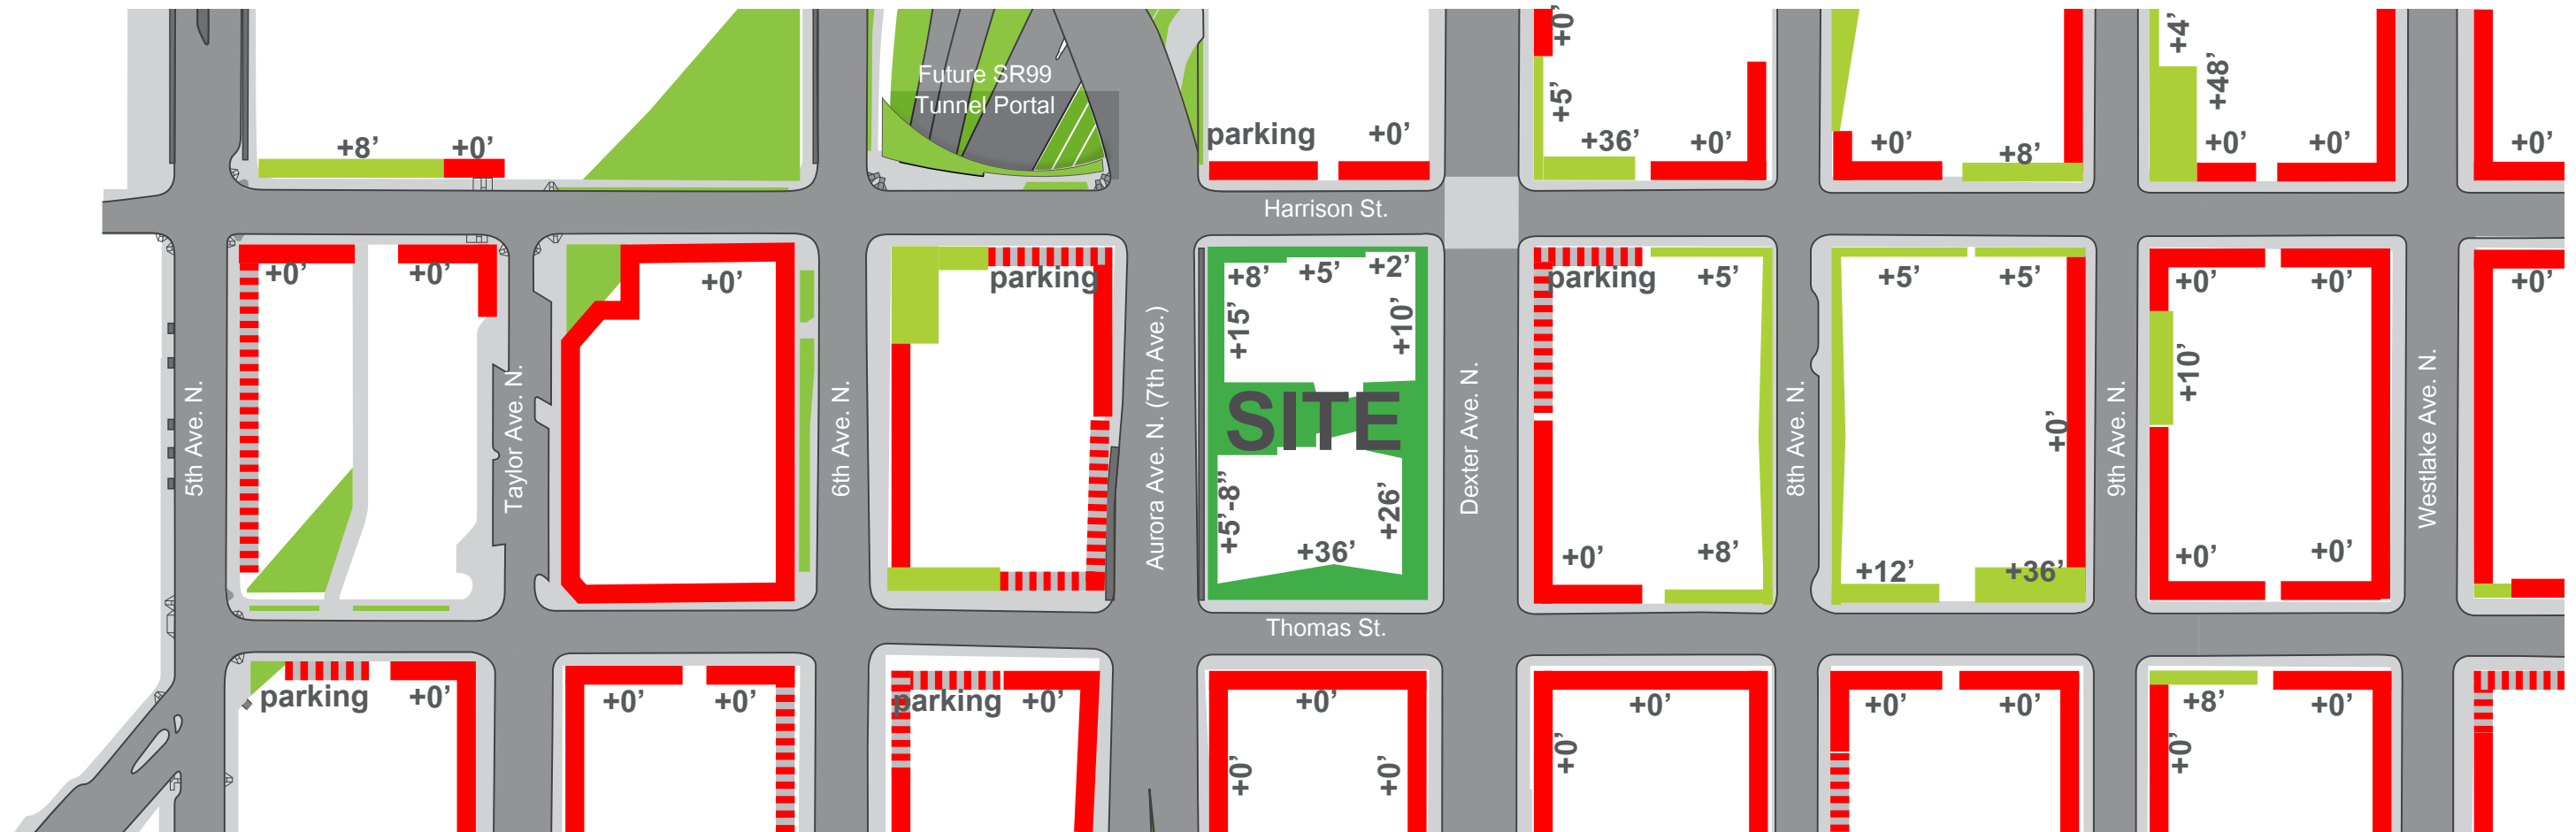 +0’
+4’
+48’
+5’
Future SR99
Tunnel Portal
+8’
+0’
parking
+0’
+36’
+0’
+0’
+8’
+0’
+0’
+0’
Harrison St.
+0’
+0’
+0’
parking
+8’
+5’
+2’
+15’
+10’
parking
+5’
+5’
+5’
+0’
+0’
+0’
+10’
SITE
+0’
5th Ave. N.
Taylor Ave. N.
6th Ave. N.
Aurora Ave. N. (7th Ave.)
Dexter Ave. N.
8th Ave. N.
9th Ave. N.
Westlake Ave. N.
+5’-8”
+26’
+36’
+0’
+8’
+12’
+36’
+0’
+0’
Thomas St.
parking
+0’
+0’
+0’
parking
+0’
+0’
+0’
+0’
+0’
+8’
+0’
+0’
+0’
+0’
+0’